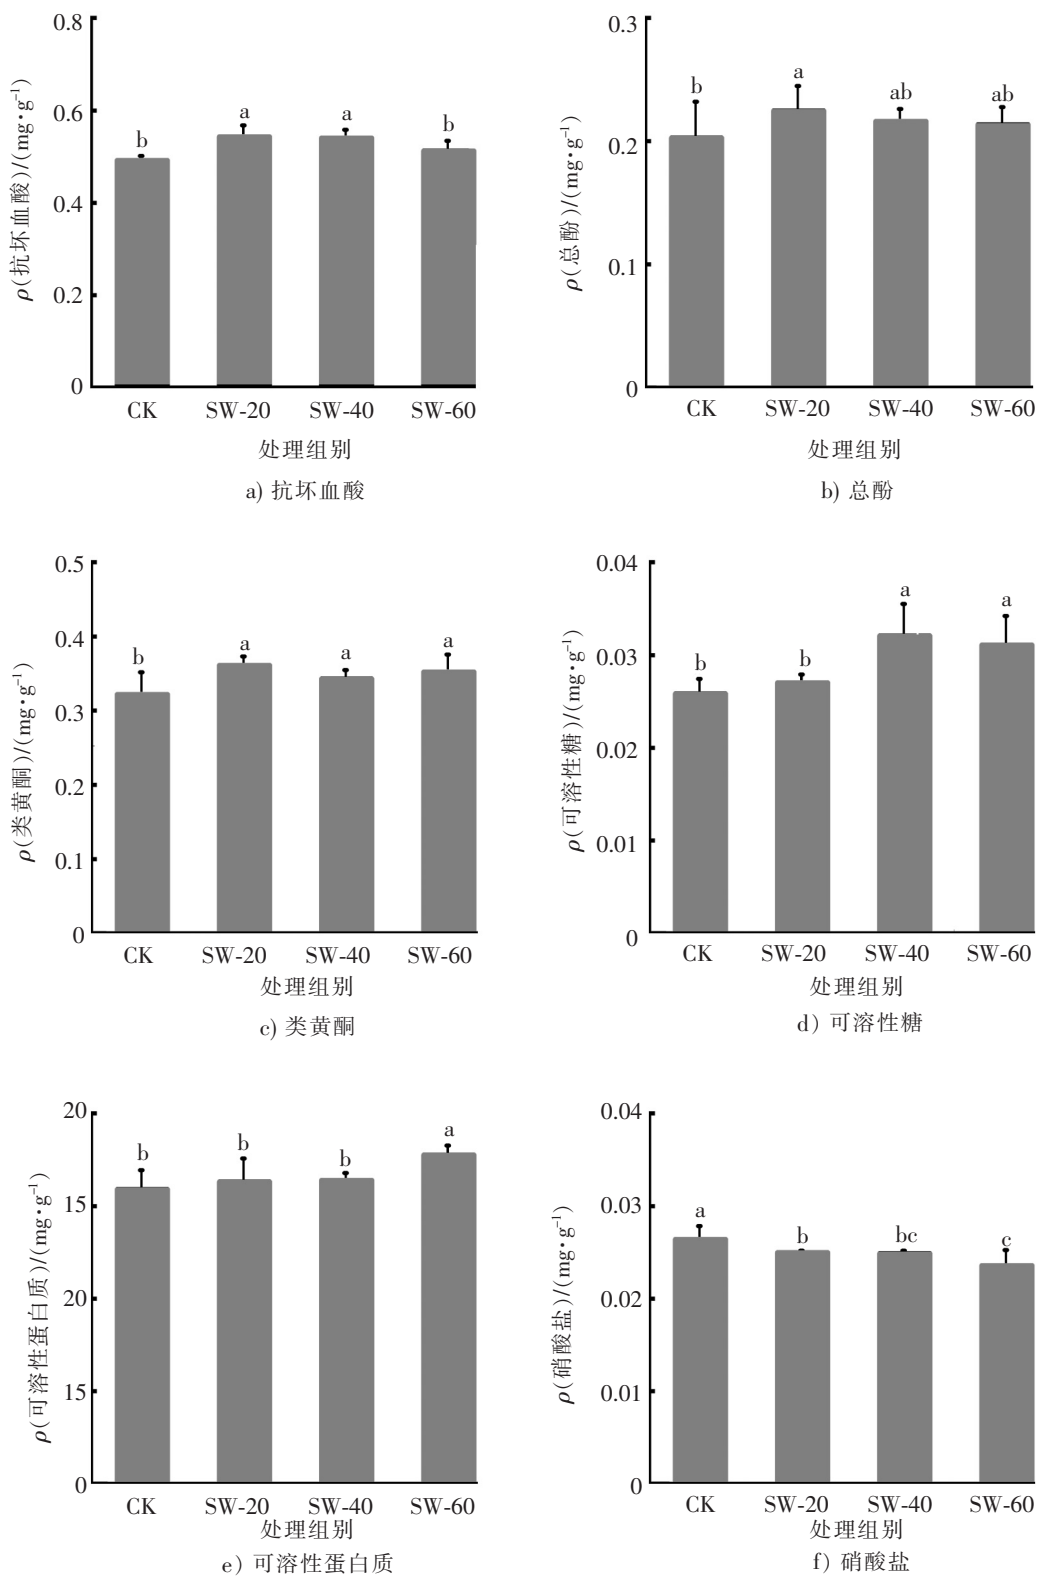 ρ(抗坏血酸)/(mg·g⁻¹)
0.8
0.6
0.4
0.2
0
b
a
a
b
CK SW-20 SW-40 SW-60
处理组别
a) 抗坏血酸
ρ(总酚)/(mg·g⁻¹)
0.3
0.2
0.1
0
b
a
ab
ab
CK SW-20 SW-40 SW-60
处理组别
b) 总酚
ρ(类黄酮)/(mg·g⁻¹)
0.5
0.4
0.3
0.2
0.1
0
b
a
a
a
CK SW-20 SW-40 SW-60
处理组别
c) 类黄酮
ρ(可溶性糖)/(mg·g⁻¹)
0.04
0.03
0.02
0.01
0
b
b
a
a
CK SW-20 SW-40 SW-60
处理组别
d) 可溶性糖
ρ(可溶性蛋白质)/(mg·g⁻¹)
20
15
20
15
0
b
b
b
a
CK SW-20 SW-40 SW-60
处理组别
e) 可溶性蛋白质
ρ(硝酸盐)/(mg·g⁻¹)
0.04
0.03
0.02
0.01
0
a
b
bc
c
CK SW-20 SW-40 SW-60
处理组别
f) 硝酸盐